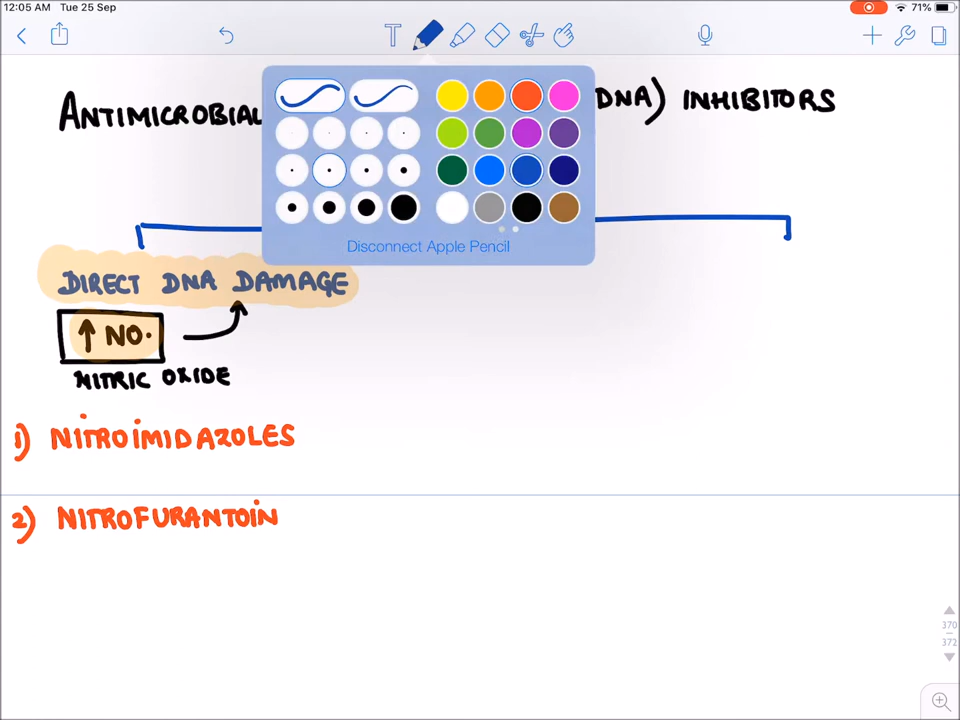 12:05 AM Tue 25 Sep
71%
T
ANTIMICROBIAL DNA) INHIBITORS
Disconnect Apple Pencil
DIRECT DNA DAMAGE
↑ NO·
NITRIC OXIDE
1) NITROIMIDAZOLES
2) NITROFURANTOIN
370
372